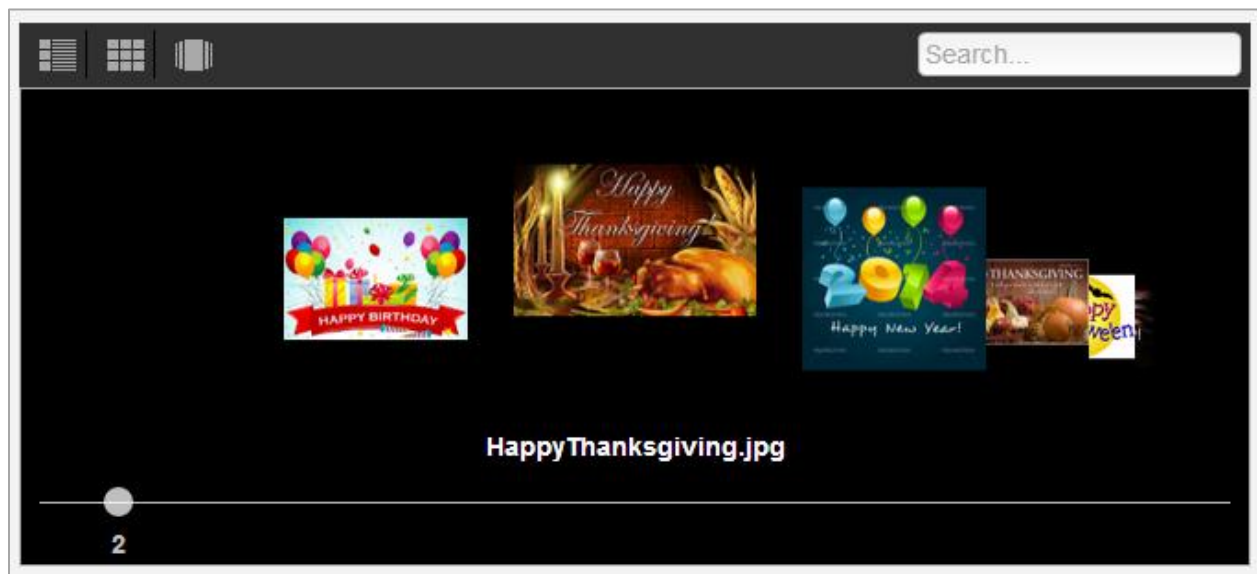 Search...
Happy
Thanksgiving!
HAPPY BIRTHDAY
2014
Happy New Year!
THANKSGIVING
HappyThanksgiving.jpg
2